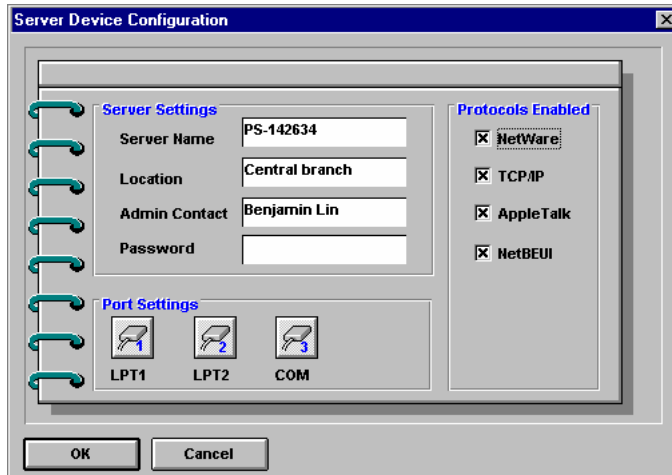 Server Device Configuration
Server Settings
Server Name PS-142634
Location Central branch
Admin Contact Benjamin Lin
Password
Protocols Enabled
NetWare
TCP/IP
AppleTalk
NetBEUI
Port Settings
1 2 3
LPT1 LPT2 COM
OK Cancel